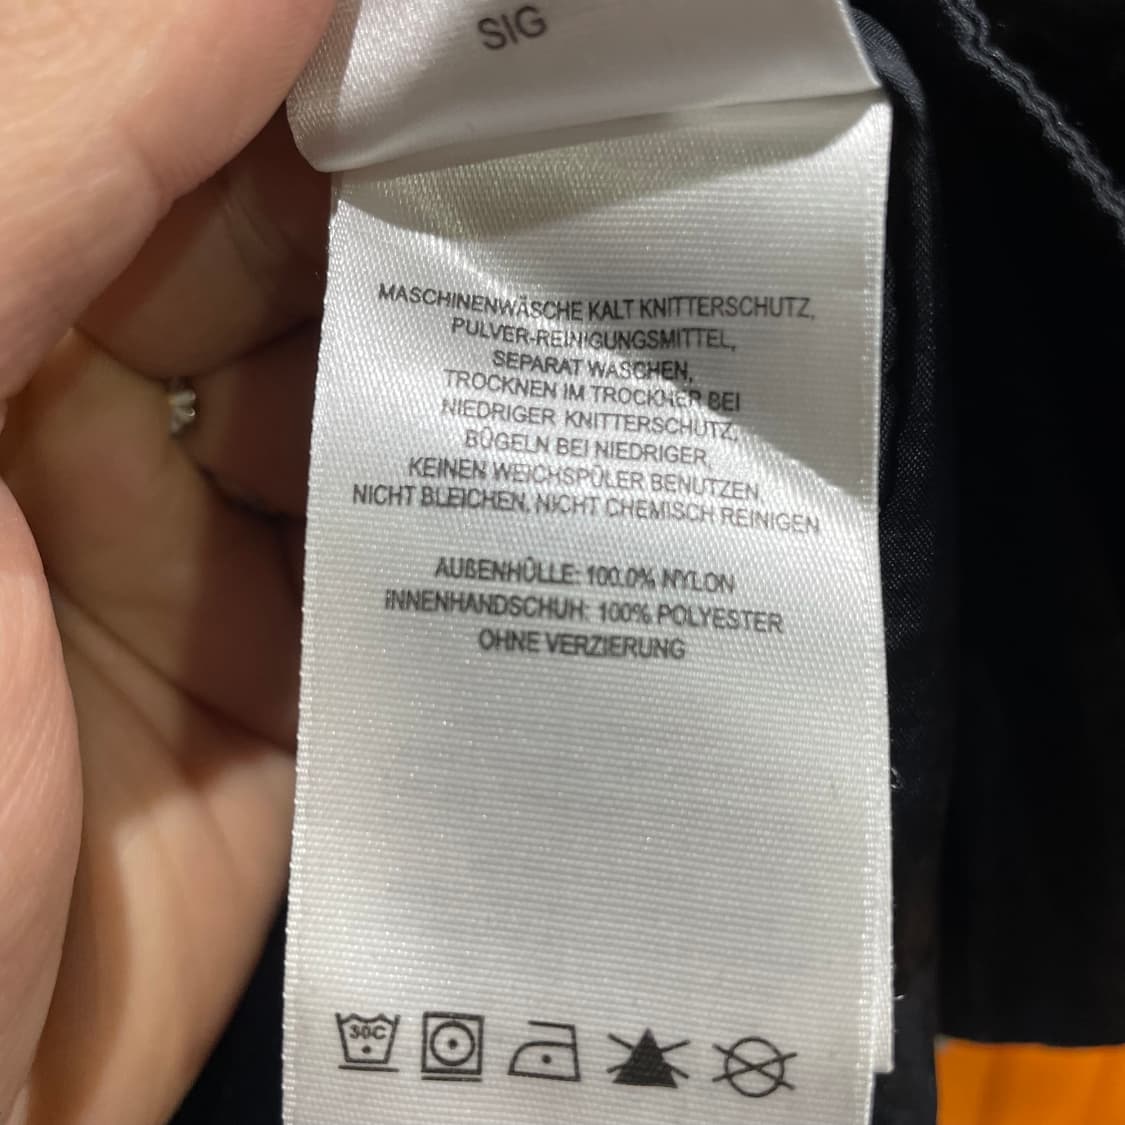 SIG
MASCHINENWÄSCHE KALT KNITTERSCHUTZ,
PULVER-REINIGUNGSMITTEL,
SEPARAT WASCHEN,
TROCKNEN IM TROCKNER BEI
NIEDRIGER KNITTERSCHUTZ,
BÜGELN BEI NIEDRIGER,
KEINEN WEICHSPÜLER BENUTZEN,
NICHT BLEICHEN, NICHT CHEMISCH REINIGEN
AUßENHÜLLE: 100.0% NYLON
INNENHANDSCHUH: 100% POLYESTER
OHNE VERZIERUNG
30C